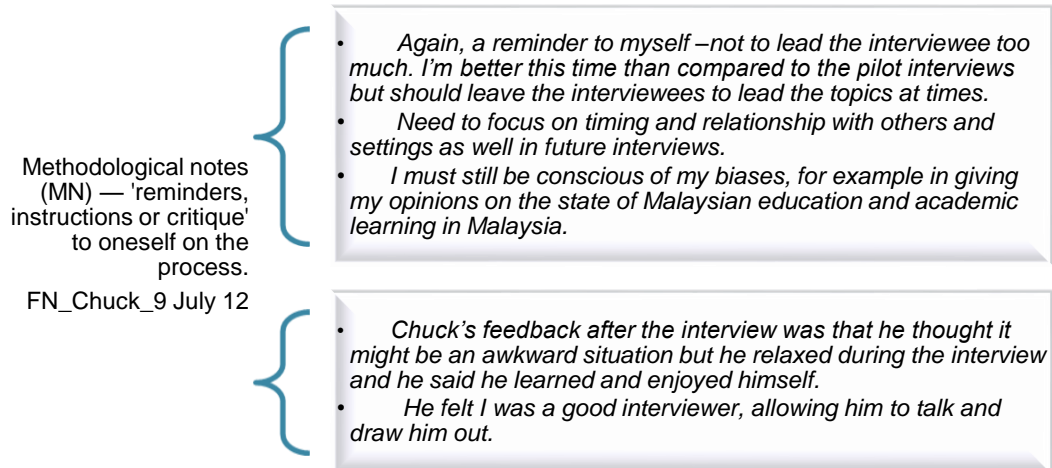 Methodological notes
(MN) — 'reminders,
instructions or critique'
to oneself on the
process.
FN_Chuck_9 July 12
• Again, a reminder to myself –not to lead the interviewee too
much. I'm better this time than compared to the pilot interviews
but should leave the interviewees to lead the topics at times.
• Need to focus on timing and relationship with others and
settings as well in future interviews.
• I must still be conscious of my biases, for example in giving
my opinions on the state of Malaysian education and academic
learning in Malaysia.
• Chuck's feedback after the interview was that he thought it
might be an awkward situation but he relaxed during the interview
and he said he learned and enjoyed himself.
• He felt I was a good interviewer, allowing him to talk and
draw him out.